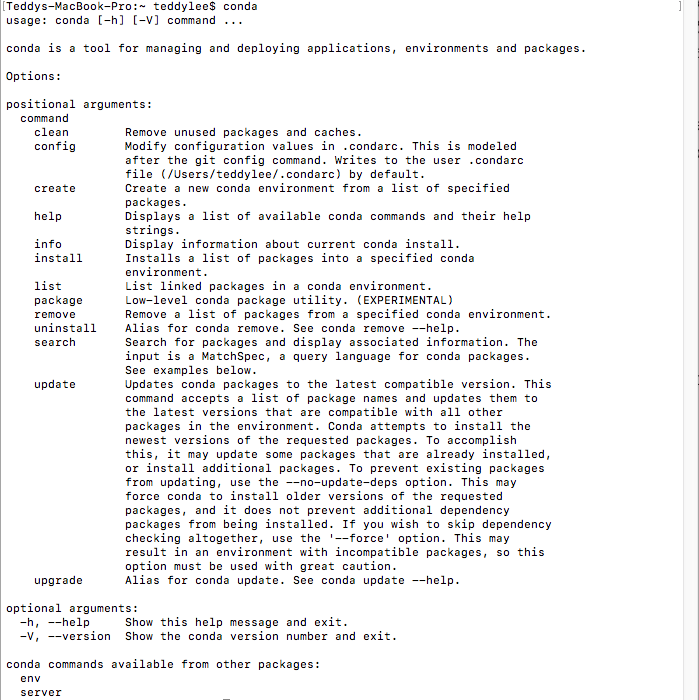 [Teddys-MacBook-Pro:~ teddylee$ conda ]
usage: conda [-h] [-V] command ...
conda is a tool for managing and deploying applications, environments and packages.
Options:
positional arguments:
command
clean Remove unused packages and caches.
config Modify configuration values in .condarc. This is modeled
after the git config command. Writes to the user .condarc
file (/Users/teddylee/.condarc) by default.
create Create a new conda environment from a list of specified
packages.
help Displays a list of available conda commands and their help
strings.
info Display information about current conda install.
install Installs a list of packages into a specified conda
environment.
list List linked packages in a conda environment.
package Low-level conda package utility. (EXPERIMENTAL)
remove Remove a list of packages from a specified conda environment.
uninstall Alias for conda remove. See conda remove --help.
search Search for packages and display associated information. The
input is a MatchSpec, a query language for conda packages.
See examples below.
update Updates conda packages to the latest compatible version. This
command accepts a list of package names and updates them to
the latest versions that are compatible with all other
packages in the environment. Conda attempts to install the
newest versions of the requested packages. To accomplish
this, it may update some packages that are already installed,
or install additional packages. To prevent existing packages
from updating, use the --no-update-deps option. This may
force conda to install older versions of the requested
packages, and it does not prevent additional dependency
packages from being installed. If you wish to skip dependency
checking altogether, use the '--force' option. This may
result in an environment with incompatible packages, so this
option must be used with great caution.
upgrade Alias for conda update. See conda update --help.
optional arguments:
-h, --help Show this help message and exit.
-V, --version Show the conda version number and exit.
conda commands available from other packages:
env
server